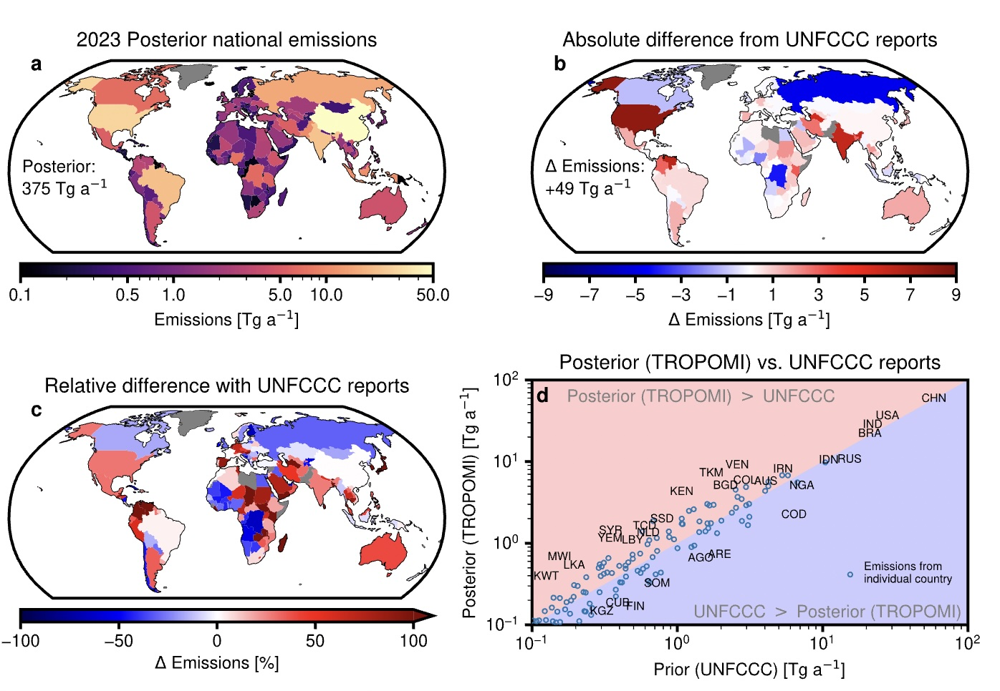 2023 Posterior national emissions
a
Posterior:
375 Tg a⁻¹
0.1 0.5 1.0 5.0 10.0 50.0
Emissions [Tg a⁻¹]
Absolute difference from UNFCCC reports
b
Δ Emissions:
+49 Tg a⁻¹
−9 −7 −5 −3 −1 1 3 5 7 9
Δ Emissions [Tg a⁻¹]
Relative difference with UNFCCC reports
c
−100 −50 0 50 100
Δ Emissions [%]
Posterior (TROPOMI) vs. UNFCCC reports
d
Posterior (TROPOMI) > UNFCCC
CHN
USA
IND
BRA
IDN RUS
VEN
TKM
IRN
COL AUS
BGD
NGA
KEN
COD
SSD
TCD
SYR
NLD
YEM LBY
MWI
AGO ARE
LKA
KWT
SOM
CUB
FIN
KGZ
Emissions from
individual country
UNFCCC > Posterior (TROPOMI)
10² 10¹ 10⁰ 10⁻¹
Posterior (TROPOMI) [Tg a⁻¹]
10⁻¹ 10⁰ 10¹ 10²
Prior (UNFCCC) [Tg a⁻¹]